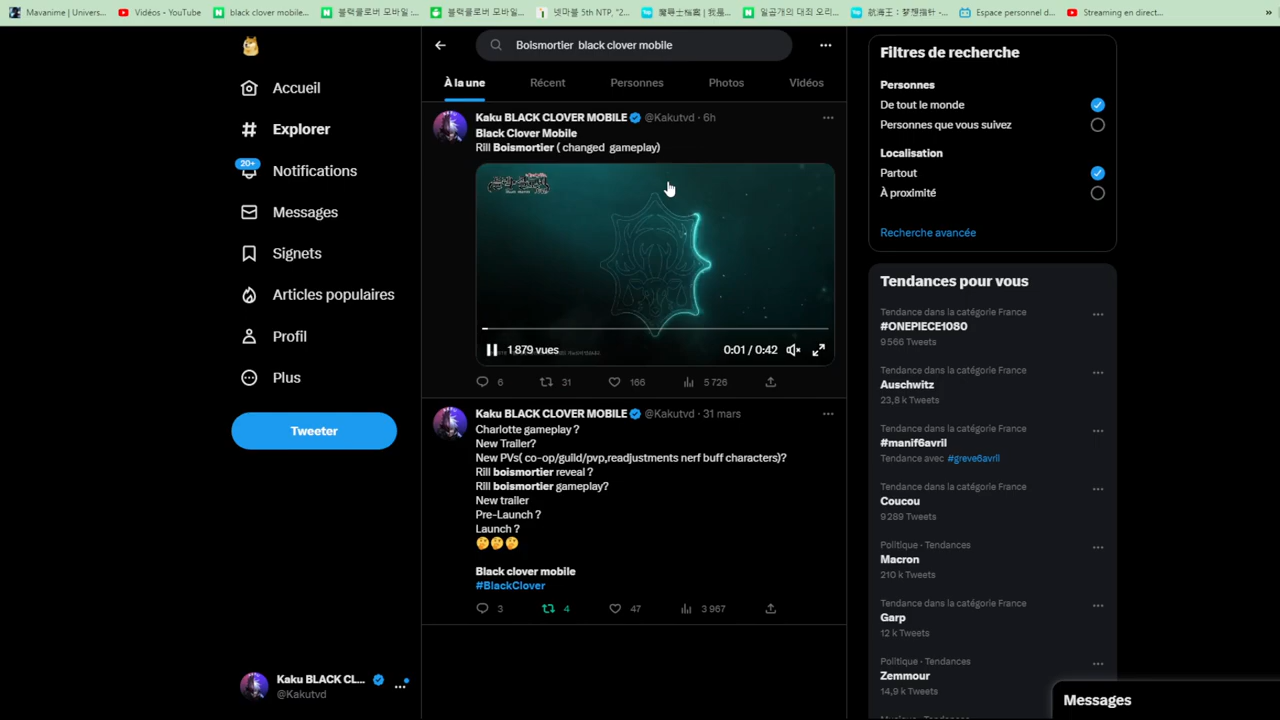 Mavanime | Univers...
Vidéos - YouTube
black clover mobile...
블랙클로버 모바일 :...
블랙클로버 모바일...
넷마블 5th NTP, "2...
魔导士档案 | 我是...
일곱개의 대죄 오리...
航海王：梦想指针 -...
Espace personnel d...
Streaming en direct...
»
Boismortier black clover mobile
À la une
Récent
Personnes
Photos
Vidéos
Accueil
Explorer
20+
Notifications
Messages
Signets
Articles populaires
Profil
Plus
Tweeter
Kaku BLACK CL...
@Kakutvd
Kaku BLACK CLOVER MOBILE @Kakutvd · 6h
Black Clover Mobile
Rill Boismortier ( changed gameplay)
1 879 vues
0:01 / 0:42
6
31
166
5 726
Kaku BLACK CLOVER MOBILE @Kakutvd · 31 mars
Charlotte gameplay ?
New Trailer?
New PVs( co-op/guild/pvp,readjustments nerf buff characters)?
Rill boismortier reveal ?
Rill boismortier gameplay?
New trailer
Pre-Launch ?
Launch ?
🤔🤔🤔
Black clover mobile
#BlackClover
3
4
47
3 967
Filtres de recherche
Personnes
De tout le monde
Personnes que vous suivez
Localisation
Partout
À proximité
Recherche avancée
Tendances pour vous
Tendance dans la catégorie France
#ONEPIECE1080
9 566 Tweets
Tendance dans la catégorie France
Auschwitz
23,8 k Tweets
Tendance dans la catégorie France
#manif6avril
Tendance avec #greve6avril
Tendance dans la catégorie France
Coucou
9 289 Tweets
Politique · Tendances
Macron
210 k Tweets
Tendance dans la catégorie France
Garp
12 k Tweets
Politique · Tendances
Zemmour
14,9 k Tweets
Messages